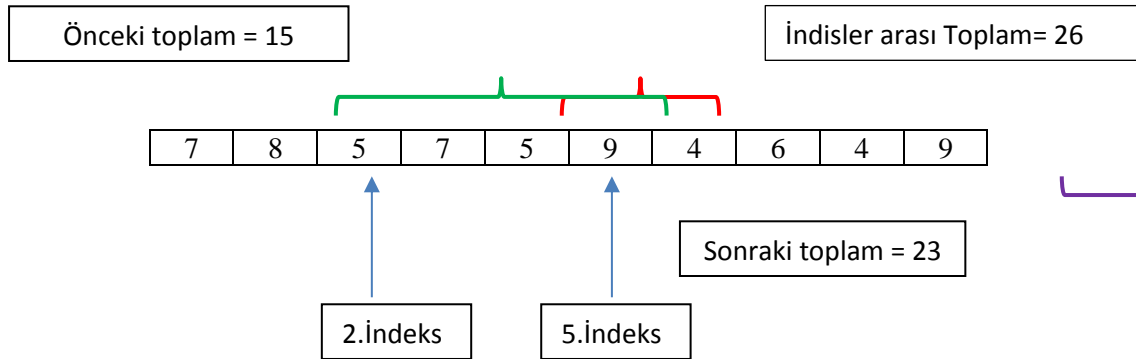 Önceki toplam = 15
İndisler arası Toplam= 26
7 8 5 7 5 9 4 6 4 9
Sonraki toplam = 23
2.İndeks
5.İndeks